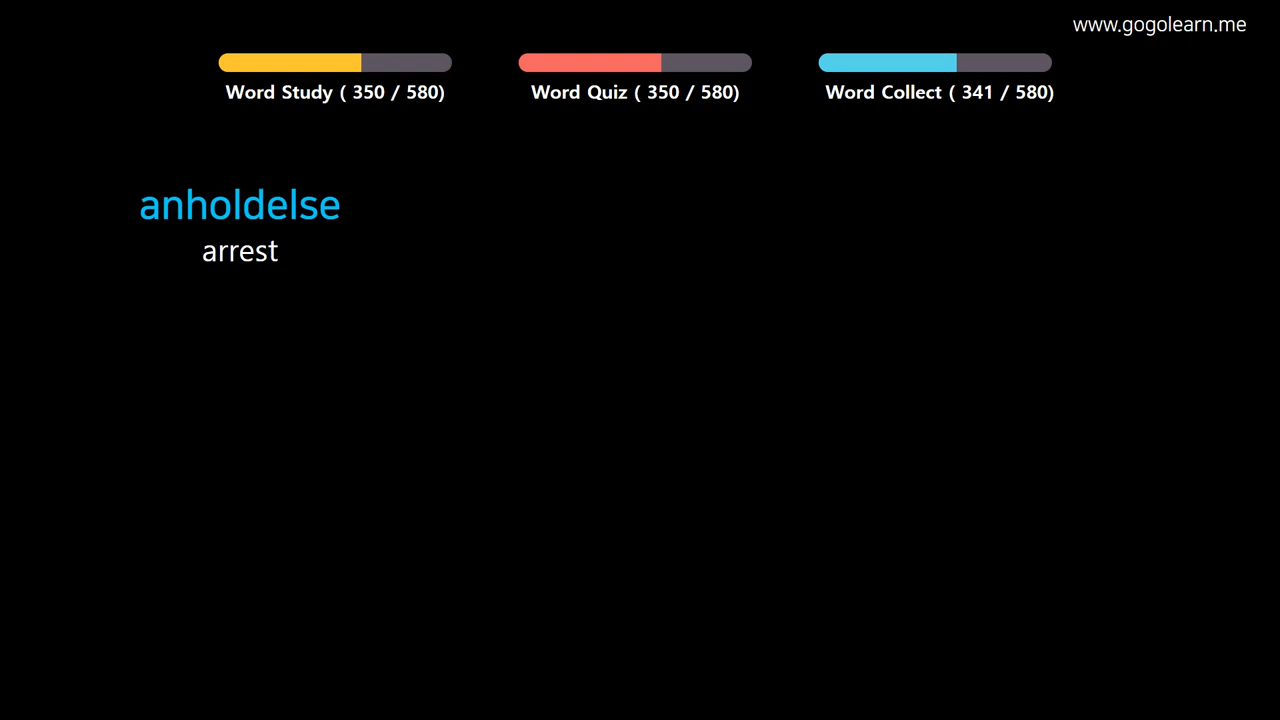 www.gogolearn.me
Word Study ( 350 / 580)
Word Quiz ( 350 / 580)
Word Collect ( 341 / 580)
anholdelse
arrest